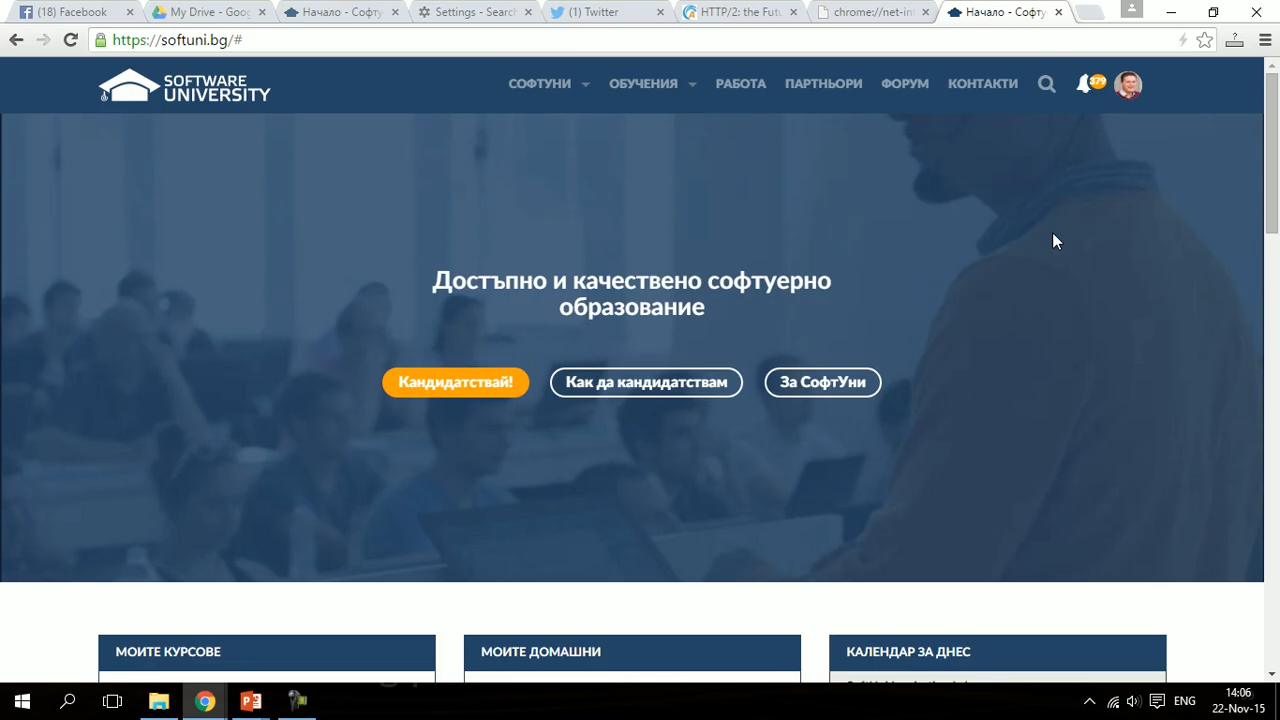 (18) Facebook
My Drive - Goog
Начало - Софту
Settings - Search
(1) Twitter
HTTP/2: the Futu
chrome://net-int
Начало - Софту
https://softuni.bg/#
SOFTWARE
UNIVERSITY
СОФТУНИ
ОБУЧЕНИЯ
РАБОТА
ПАРТНЬОРИ
ФОРУМ
КОНТАКТИ
379
Достъпно и качествено софтуерно
образование
Кандидатствай!
Как да кандидатствам
За СофтУни
МОИТЕ КУРСОВЕ
МОИТЕ ДОМАШНИ
КАЛЕНДАР ЗА ДНЕС
ENG
14:06
22-Nov-15